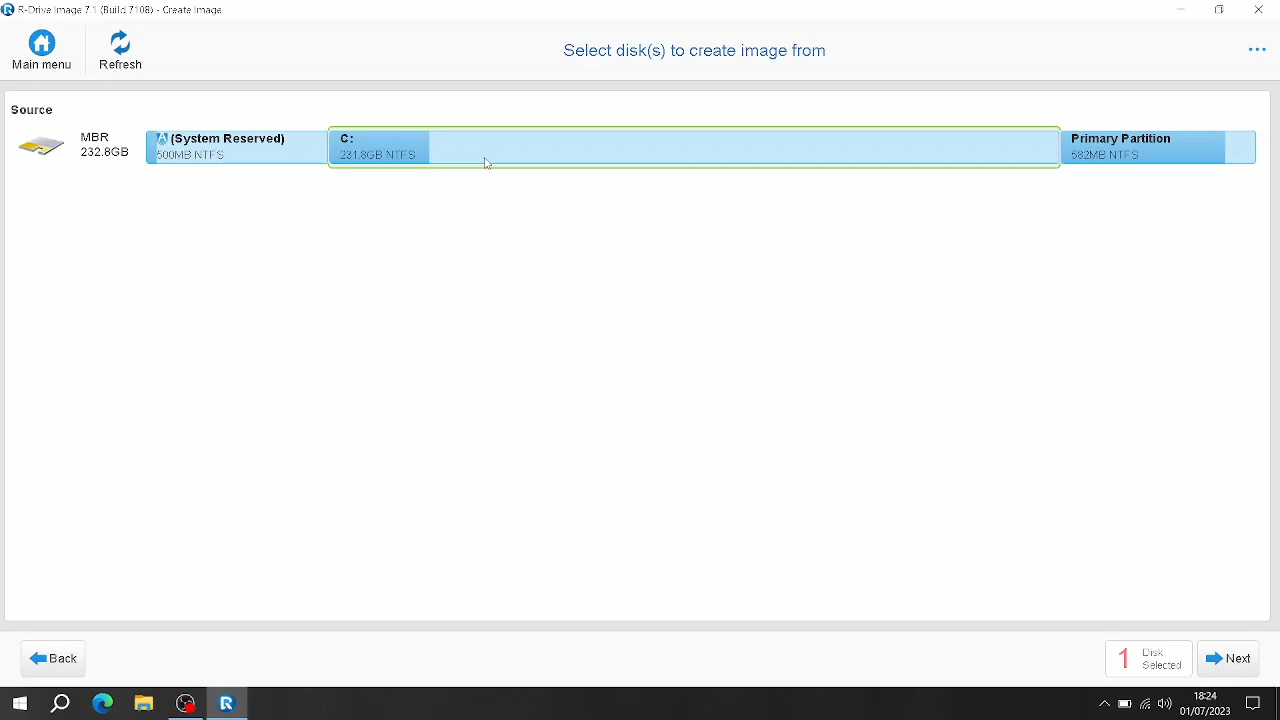 R-Drive Image 7.1 (Build 7108) - Create Image
Main menu
Refresh
Select disk(s) to create image from
Source
MBR
232.8GB
(System Reserved)
500MB NTFS
C:
231.8GB NTFS
Primary Partition
582MB NTFS
Back
1
Disk
Selected
Next
18:24
01/07/2023